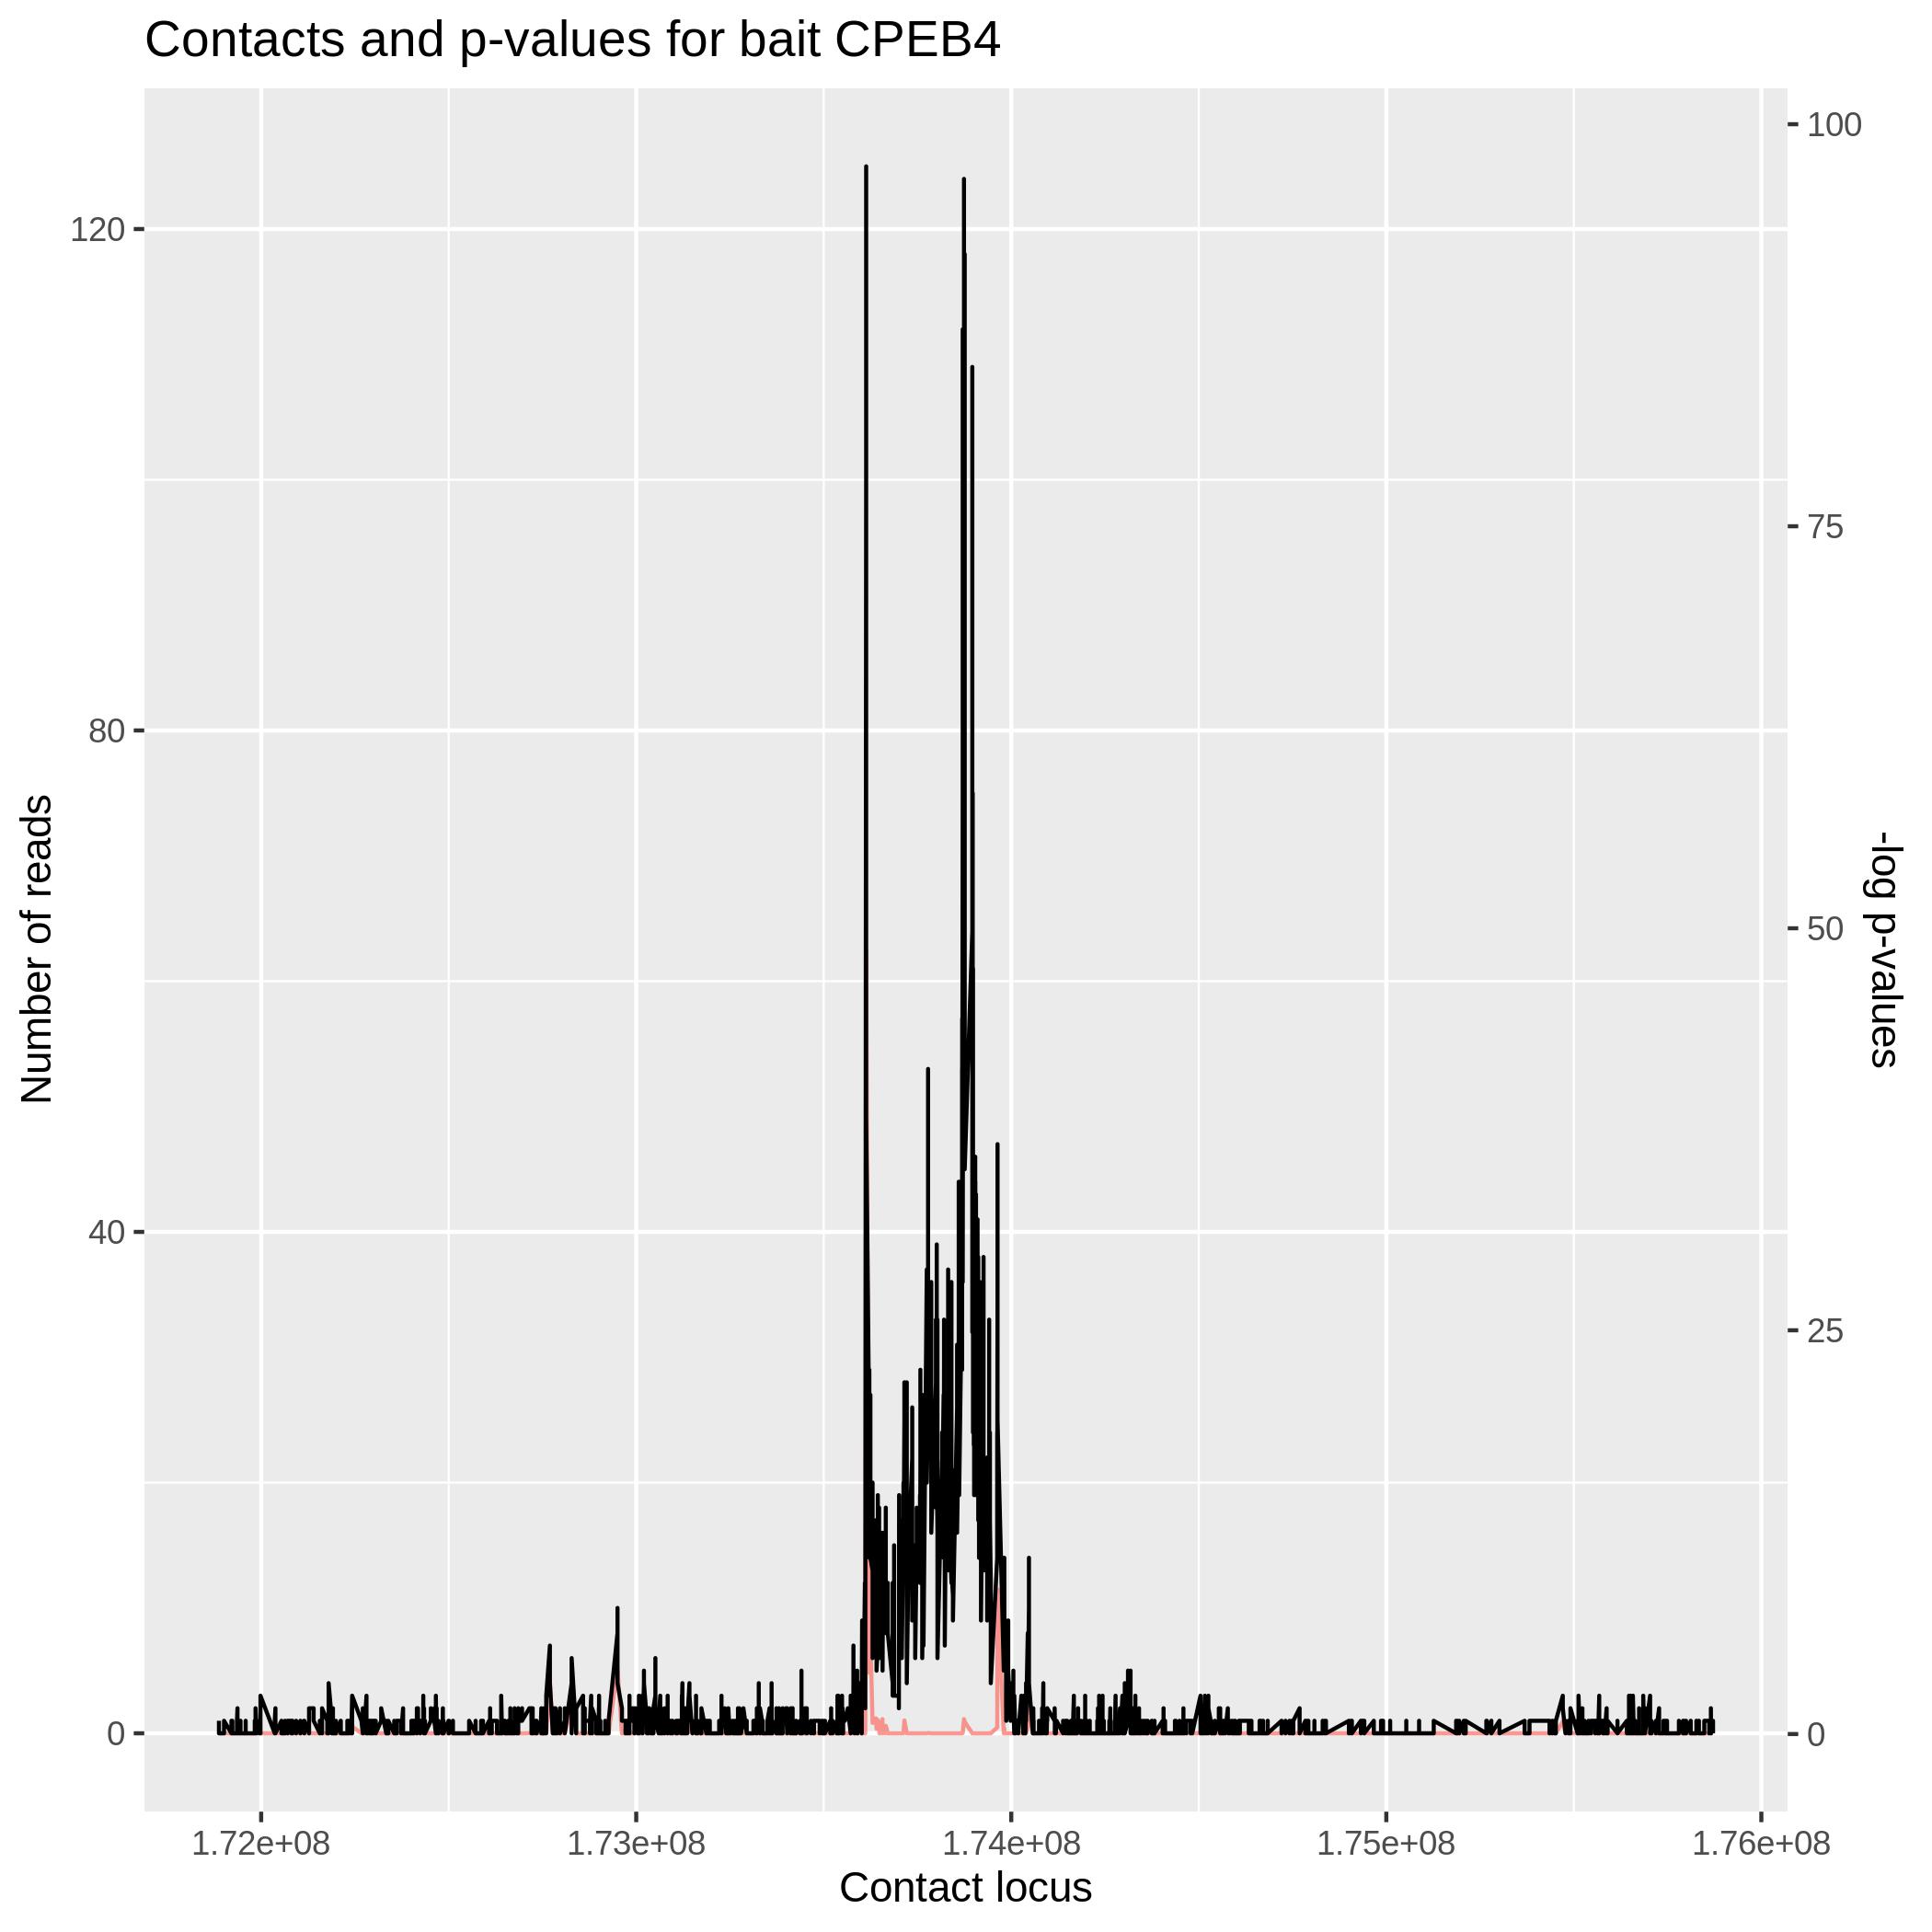 Contacts and p-values for bait CPEB4
Number of reads
120
80
40
0
100
75
50
25
0
-log p-values
1.72e+08 1.73e+08 1.74e+08 1.75e+08 1.76e+08
Contact locus